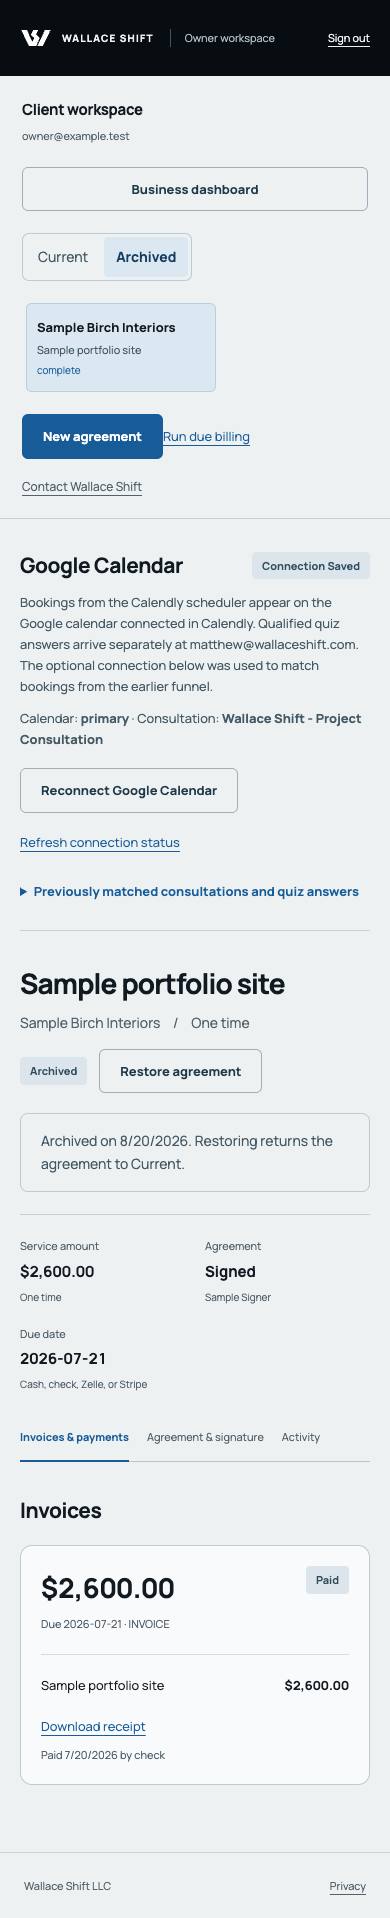 WALLACE SHIFT
Owner workspace
Sign out
Client workspace
owner@example.test
Business dashboard
Current
Archived
Sample Birch Interiors
Sample portfolio site
complete
New agreement
Run due billing
Contact Wallace Shift
Google Calendar
Connection Saved
Bookings from the Calendly scheduler appear on the
Google calendar connected in Calendly. Qualified quiz
answers arrive separately at matthew@wallaceshift.com.
The optional connection below was used to match
bookings from the earlier funnel.
Calendar: primary · Consultation: Wallace Shift - Project
Consultation
Reconnect Google Calendar
Refresh connection status
Previously matched consultations and quiz answers
Sample portfolio site
Sample Birch Interiors / One time
Archived
Restore agreement
Archived on 8/20/2026. Restoring returns the
agreement to Current.
Service amount
$2,600.00
One time
Agreement
Signed
Sample Signer
Due date
2026-07-21
Cash, check, Zelle, or Stripe
Invoices & payments
Agreement & signature
Activity
Invoices
$2,600.00
Paid
Due 2026-07-21 · INVOICE
Sample portfolio site
$2,600.00
Download receipt
Paid 7/20/2026 by check
Wallace Shift LLC
Privacy